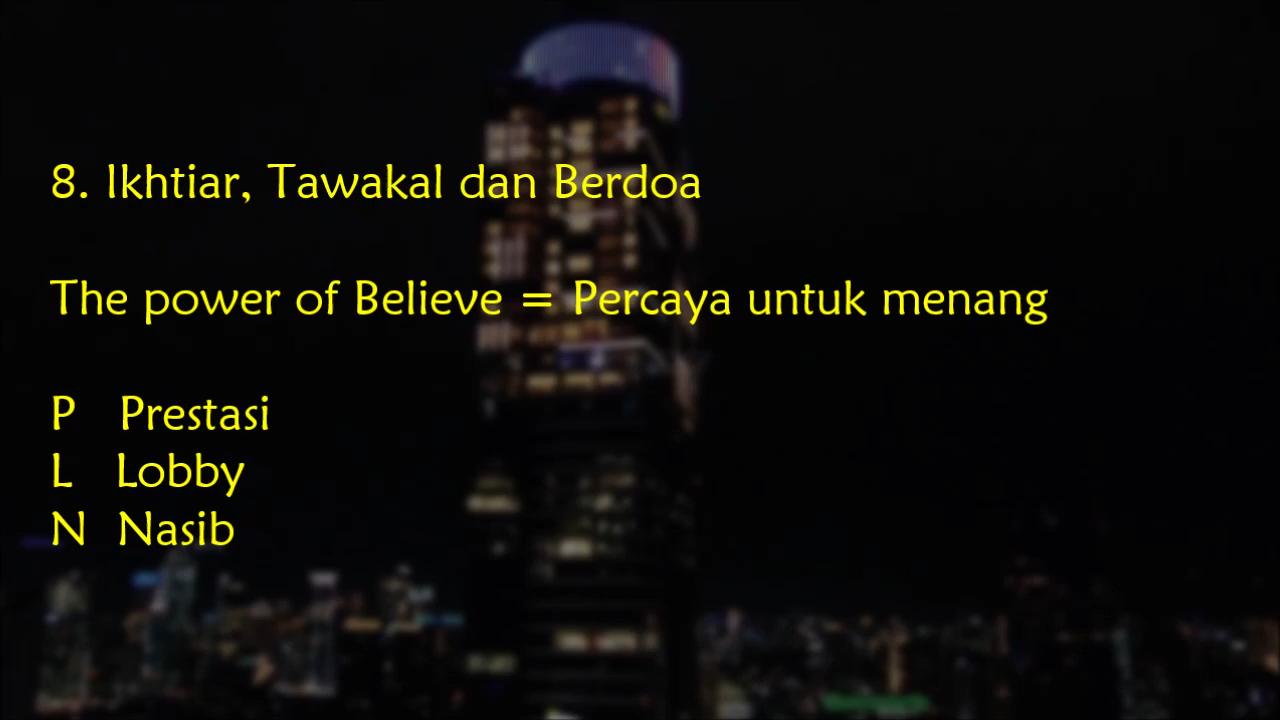 8. Ikhtiar, Tawakal dan Berdoa
The power of Believe = Percaya untuk menang
P Prestasi
L Lobby
N Nasib